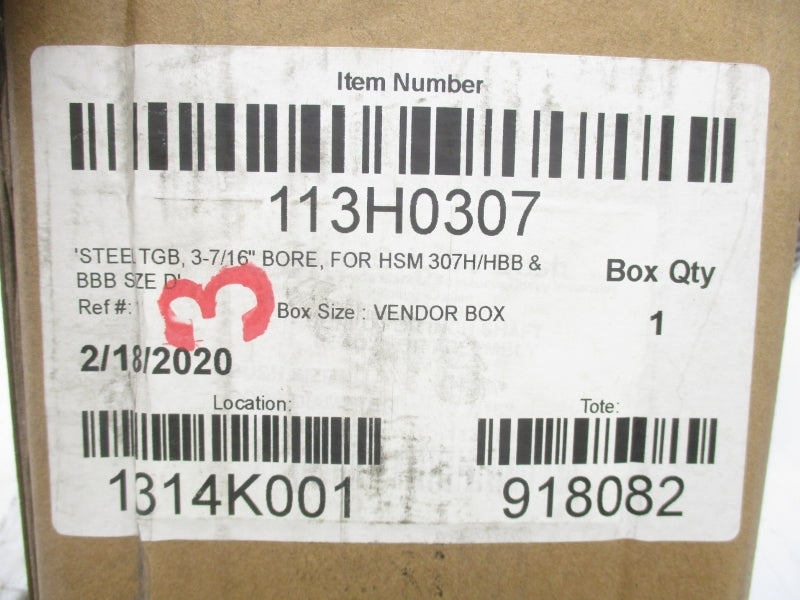 Item Number
113H0307
'STEEL TGB, 3-7/16" BORE, FOR HSM 307H/HBB &
BBB SIZE D'
Box Qty
Ref #:
3
Box Size : VENDOR BOX
1
2/18/2020
Location:
Tote:
1314K001
918082